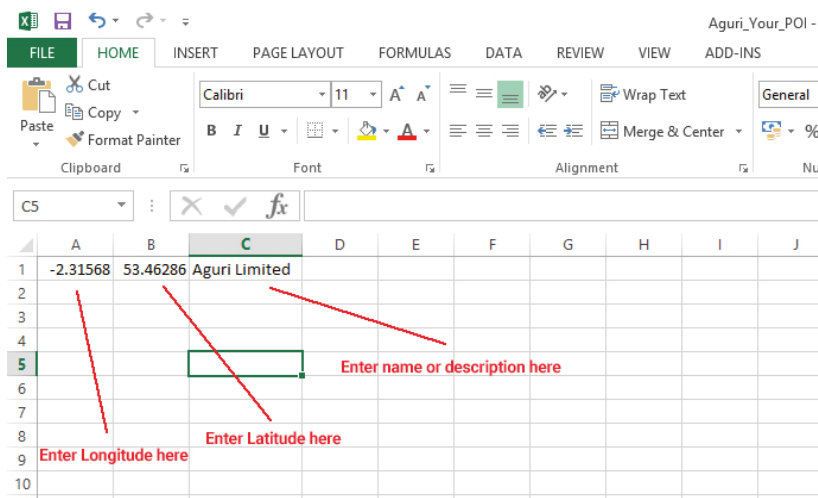 Aguri_Your_POI -
FILE HOME INSERT PAGE LAYOUT FORMULAS DATA REVIEW VIEW ADD-INS
Cut
Calibri 11 A A Wrap Text General
Copy
Paste
Format Painter B I U A Merge & Center %
Clipboard Font Alignment Nu
C5 fx
A B C D E F G H I J
1 -2.31568 53.46286 Aguri Limited
2
3
4
5
Enter name or description here
6
7
8
Enter Latitude here
9
Enter Longitude here
10